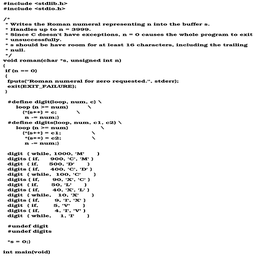 #include <stdlib.h>
#include <stdio.h>
/*
* Writes the Roman numeral representing n into the buffer s.
* Handles up to n = 3999.
* Since C doesn't have exceptions, n = 0 causes the whole program to exit
* unsuccessfully.
* s should be have room for at least 16 characters, including the trailing
* null.
*/
void roman(char *s, unsigned int n)
{
if (n == 0)
{
fputs("Roman numeral for zero requested.", stderr);
exit(EXIT_FAILURE);
}
#define digit(loop, num, c) \
loop (n >= num) \
{*(s++) = c; \
n -= num;}
#define digits(loop, num, c1, c2) \
loop (n >= num) \
{*(s++) = c1; \
*(s++) = c2; \
n -= num;}
digit ( while, 1000, 'M' )
digits ( if, 900, 'C', 'M' )
digit ( if, 500, 'D' )
digits ( if, 400, 'C', 'D' )
digit ( while, 100, 'C' )
digits ( if, 90, 'X', 'C' )
digit ( if, 50, 'L' )
digits ( if, 40, 'X', 'L' )
digit ( while, 10, 'X' )
digits ( if, 9, 'I', 'X' )
digit ( if, 5, 'V' )
digits ( if, 4, 'I', 'V' )
digit ( while, 1, 'I' )
#undef digit
#undef digits
*s = 0;}
int main(void)